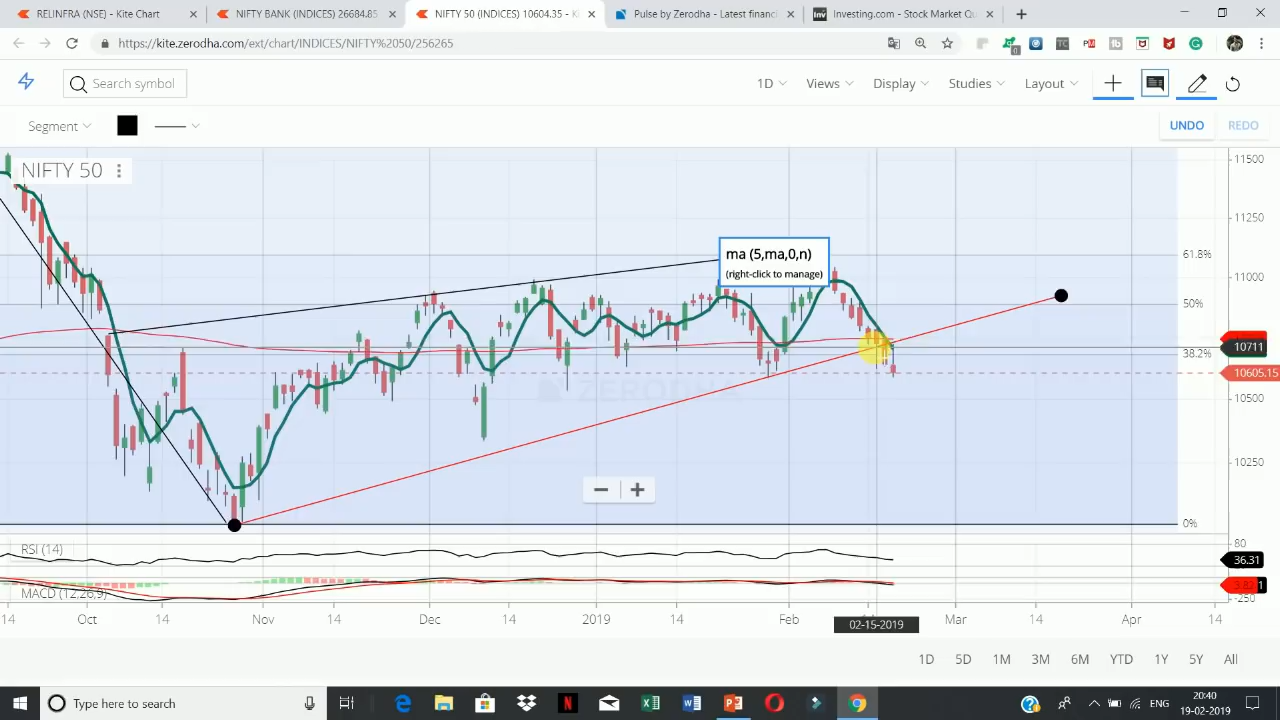 RELINFRA (NSE) - Kite Chart
NIFTY BANK (INDICES) 26684.85
NIFTY 50 (INDICES) 10604.35 - K
Pulse by Zerodha - Latest financi
Inv Investing.com - Stock Market Qu
https://kite.zerodha.com/ext/chart/INDICES/NIFTY%2050/256265
Search symbol
1D Views Display Studies Layout
Segment
UNDO REDO
NIFTY 50
11500
11250
ma (5,ma,0,n)
(right-click to manage)
61.8%
11000
50%
10711
38.2%
10605.15
ZERODHA
10500
10250
0%
RSI (14)
80
36.31
MACD (12,26,9)
-250
14 Oct 14 Nov Dec 14 2019 14 Feb 02-15-2019 Mar 14 Apr 14
1D 5D 1M 3M 6M YTD 1Y 5Y All
Type here to search
ENG
20:40
19-02-2019